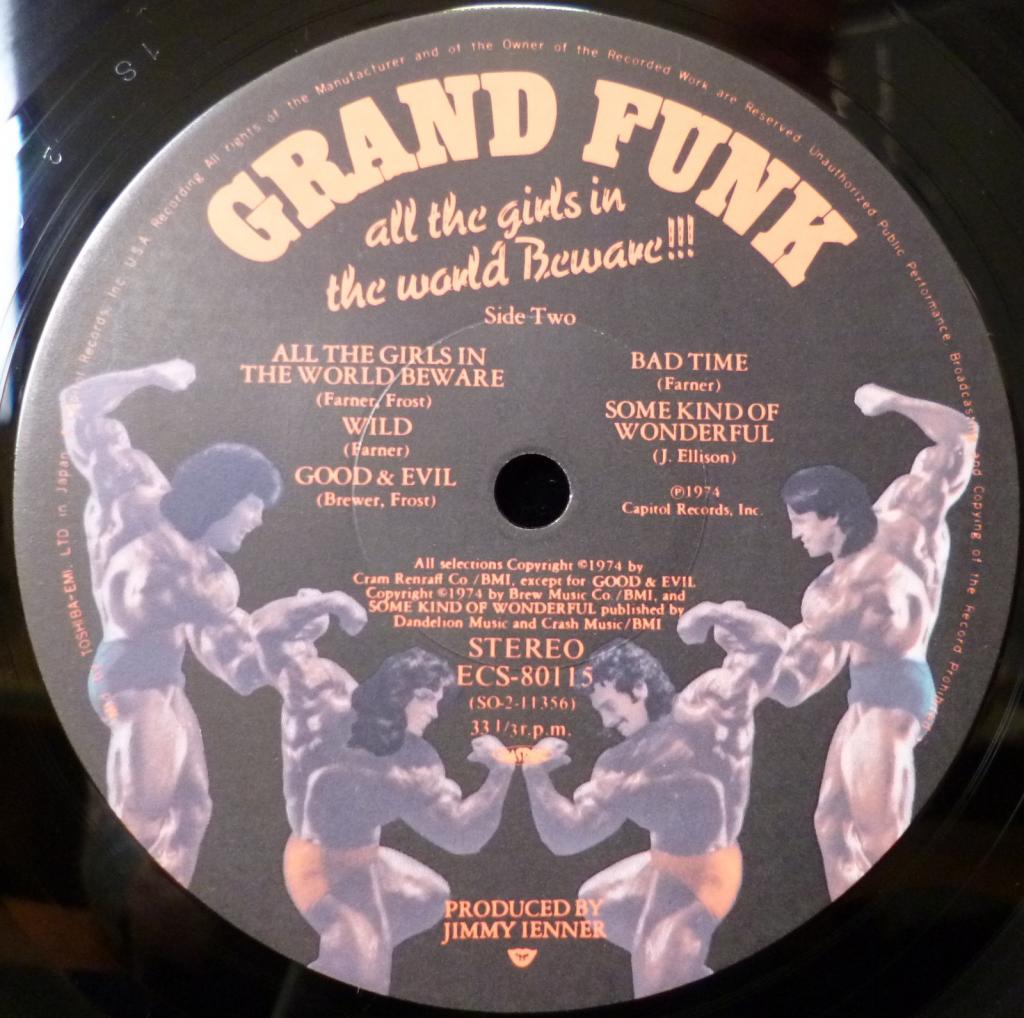 GRAND FUNK
all the girls in
the world Beware!!!
Side Two
ALL THE GIRLS IN
THE WORLD BEWARE
(Farner, Frost)
WILD
(Farner)
GOOD & EVIL
(Brewer, Frost)
BAD TIME
(Farner)
SOME KIND OF
WONDERFUL
(J. Ellison)
℗1974
Capitol Records, Inc.
All selections Copyright ©1974 by
Cram Renraff Co./BMI, except for GOOD & EVIL
Copyright ©1974 by Brew Music Co./BMI, and
SOME KIND OF WONDERFUL published by
Dandelion Music and Crash Music/BMI
STEREO
ECS-80115
(SO-2-11356)
33 1/3 r.p.m.
PRODUCED BY
JIMMY IENNER
TOSHIBA-EMI. LTD in Japan
Records, Inc. U.S.A. Recording All rights of the Manufacturer and of the Owner of the Recorded Work are Reserved. Unauthorized Public Performance. Broadcasting and Copying of the Record Prohibited
1 S
2